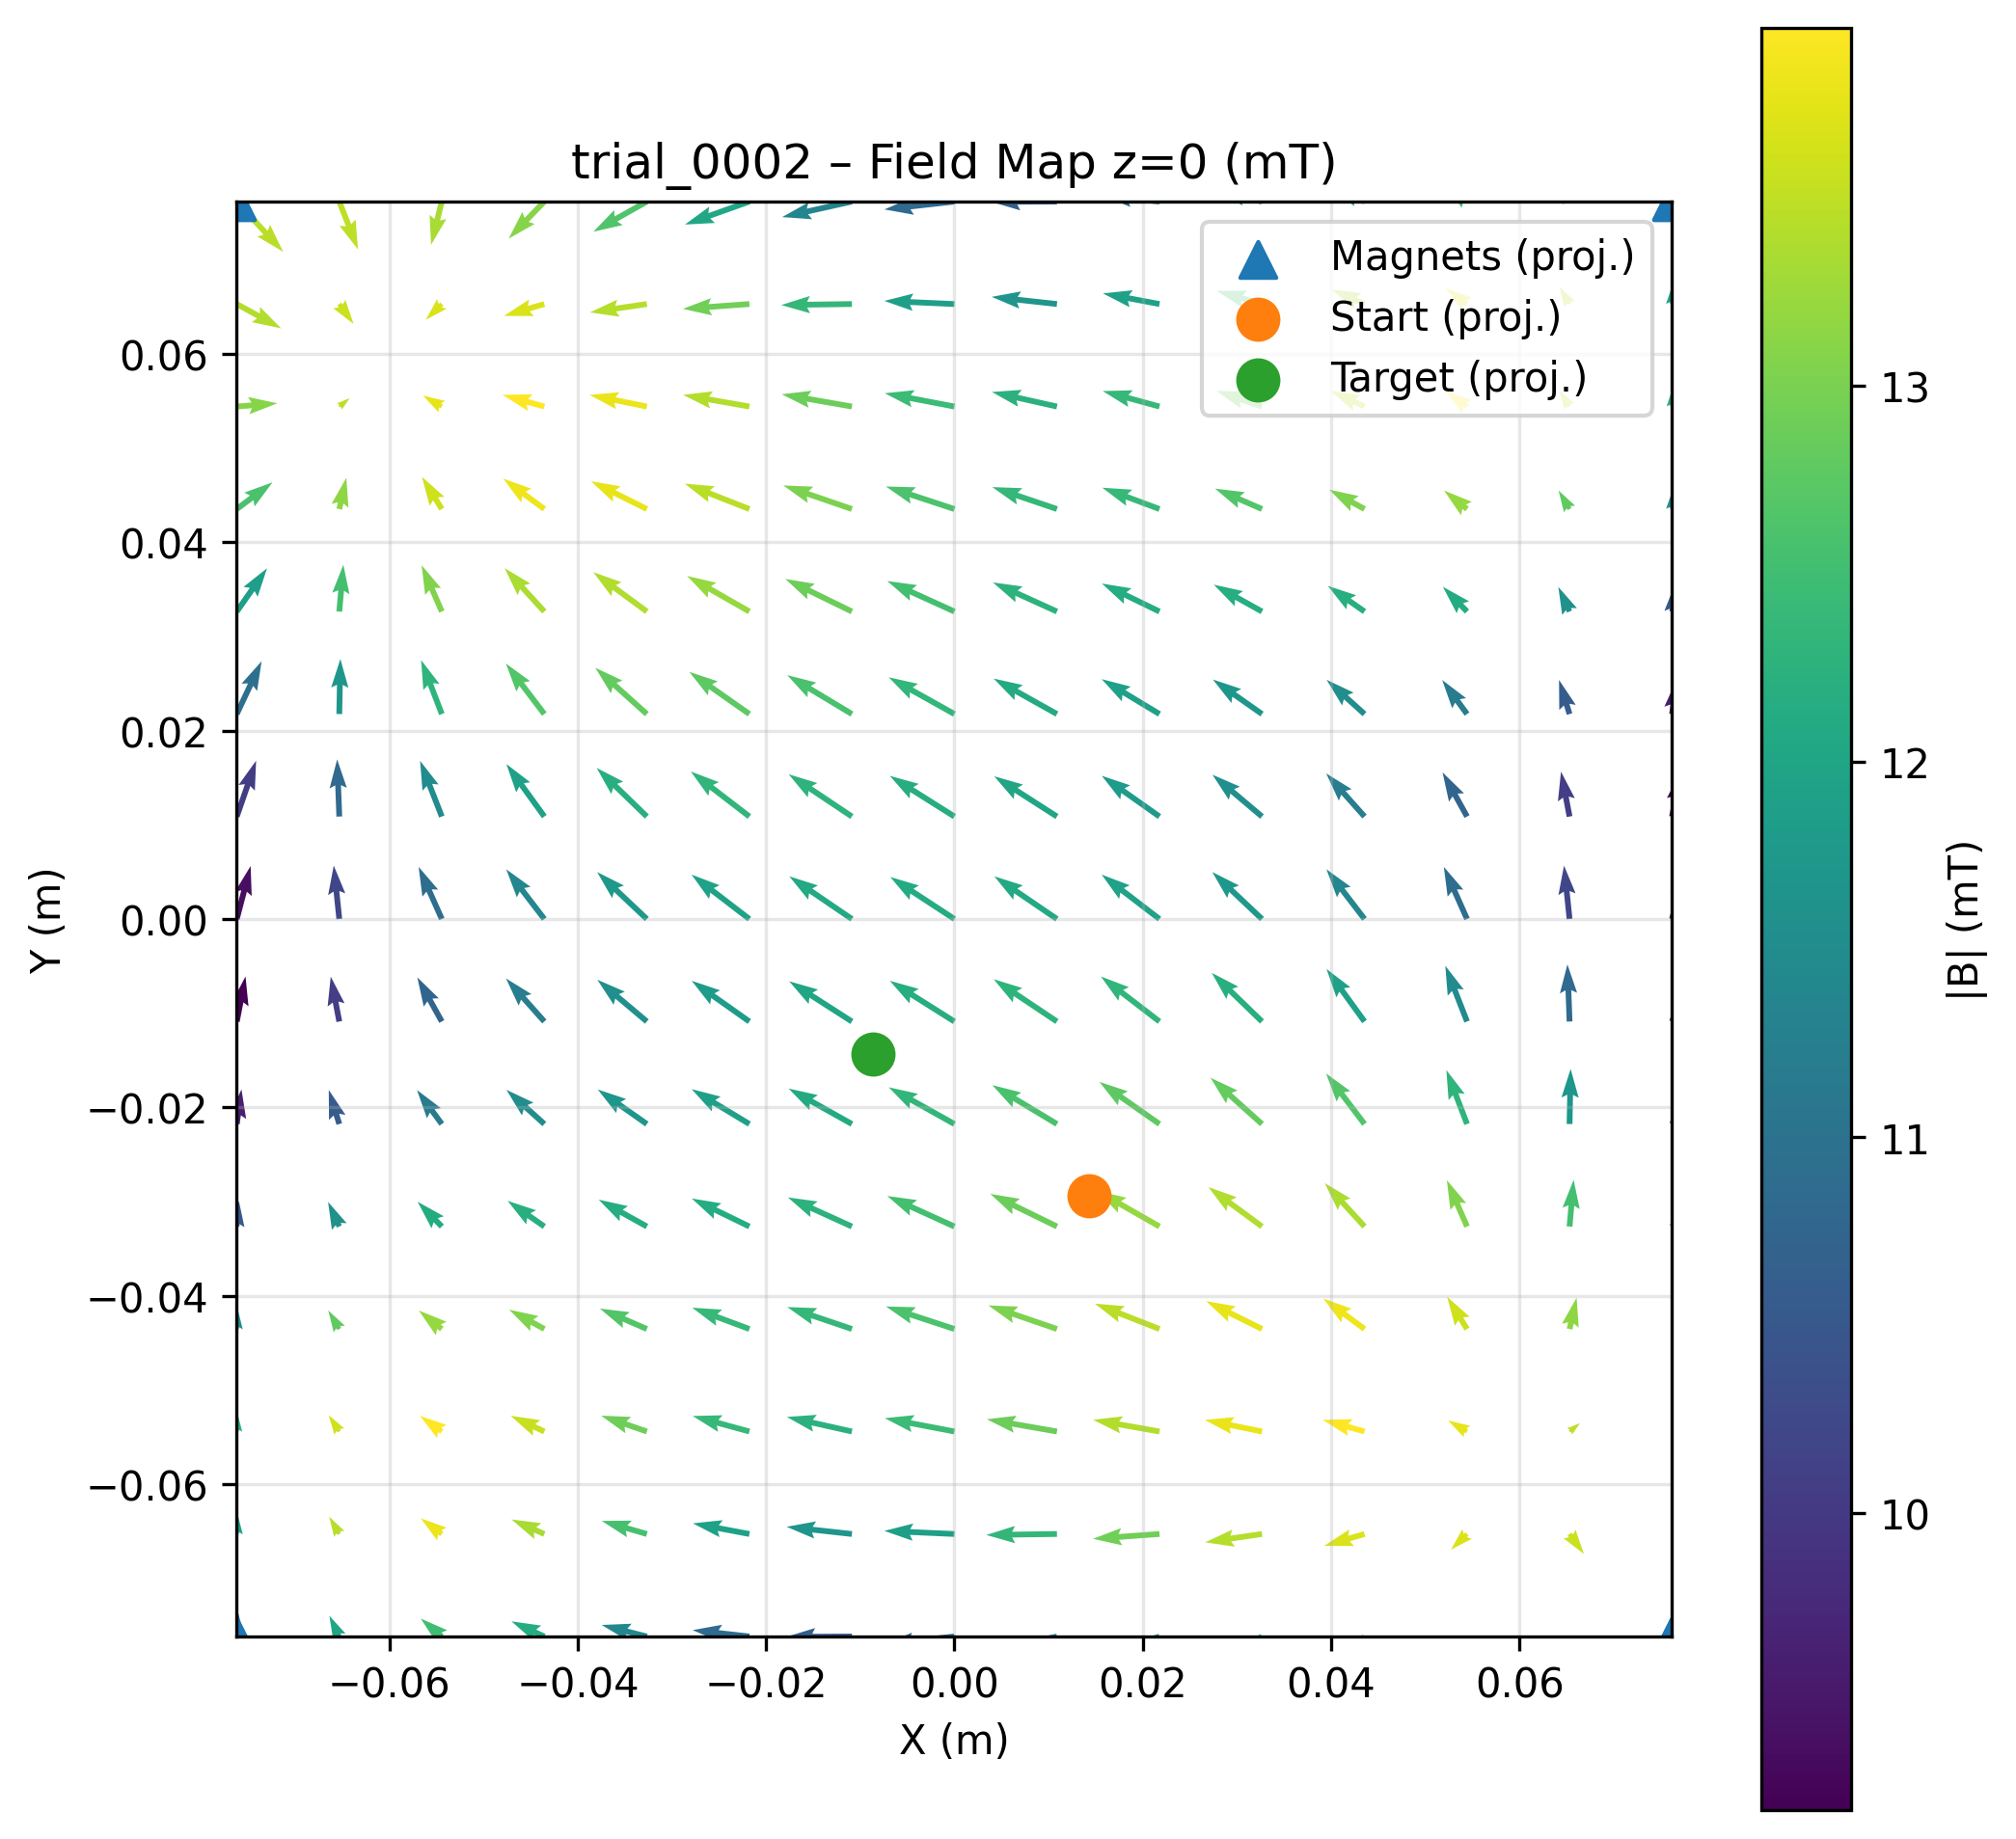 trial_0002 – Field Map z=0 (mT)
Magnets (proj.)
Start (proj.)
Target (proj.)
0.06
0.04
0.02
0.00
−0.02
−0.04
−0.06
Y (m)
−0.06 −0.04 −0.02 0.00 0.02 0.04 0.06
X (m)
13
12
11
10
|B| (mT)